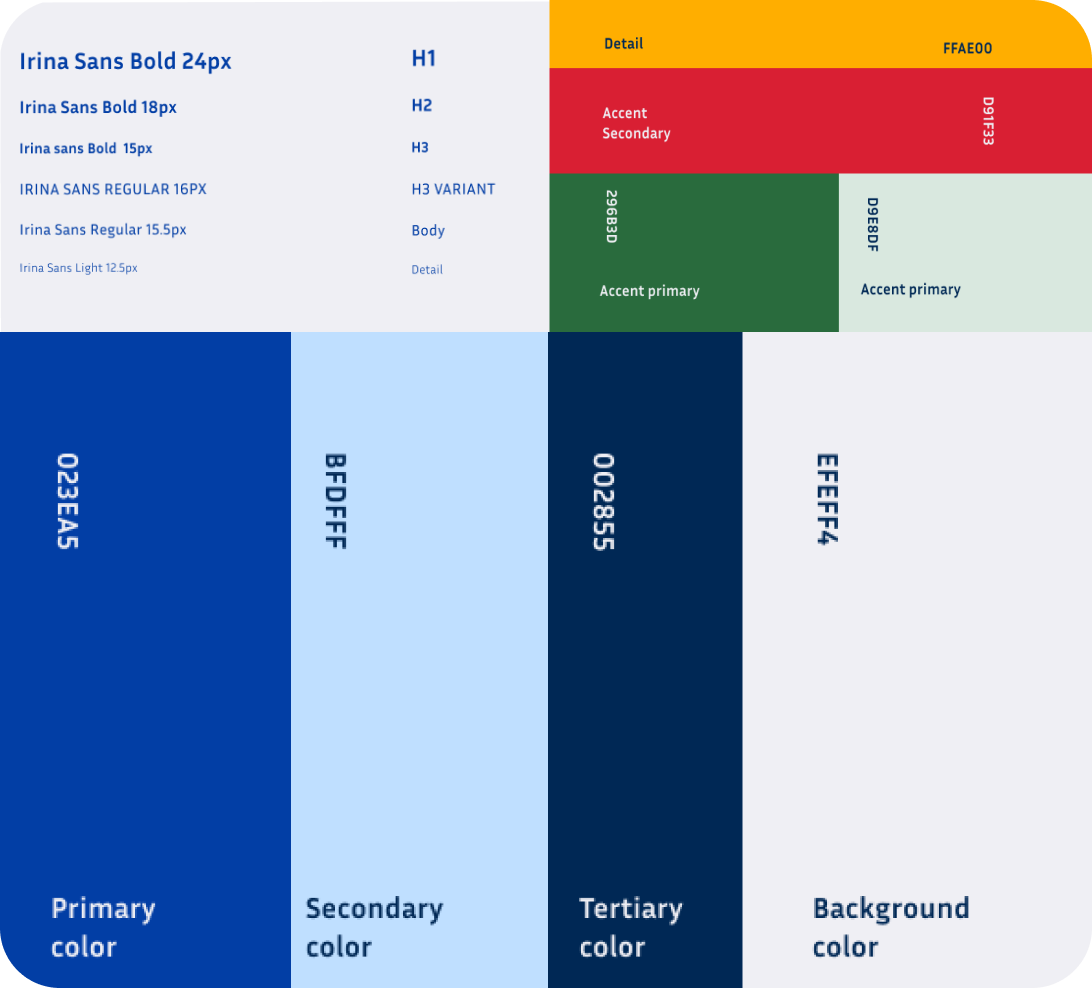 Irina Sans Bold 24px
H1
Irina Sans Bold 18px
H2
Irina sans Bold  15px
H3
IRINA SANS REGULAR 16PX
H3 VARIANT
Irina Sans Regular 15.5px
Body
Irina Sans Light 12.5px
Detail
Detail
FFAE00
Accent
Secondary
D91F33
296B3D
Accent primary
D9E8DF
Accent primary
023EA5
Primary
color
BFDFFF
Secondary
color
002855
Tertiary
color
EFEFF4
Background
color